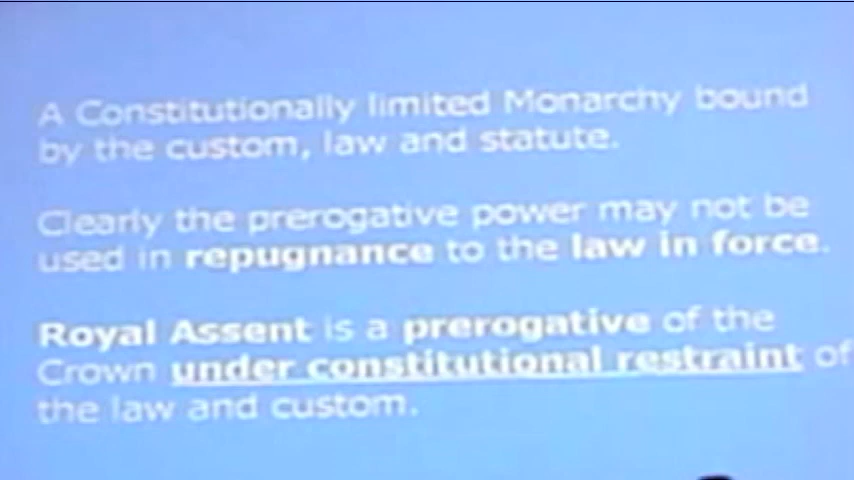 A Constitutionally limited Monarchy bound
by the custom, law and statute.
Clearly the prerogative power may not be
used in repugnance to the law in force.
Royal Assent is a prerogative of the
Crown under constitutional restraint of
the law and custom.